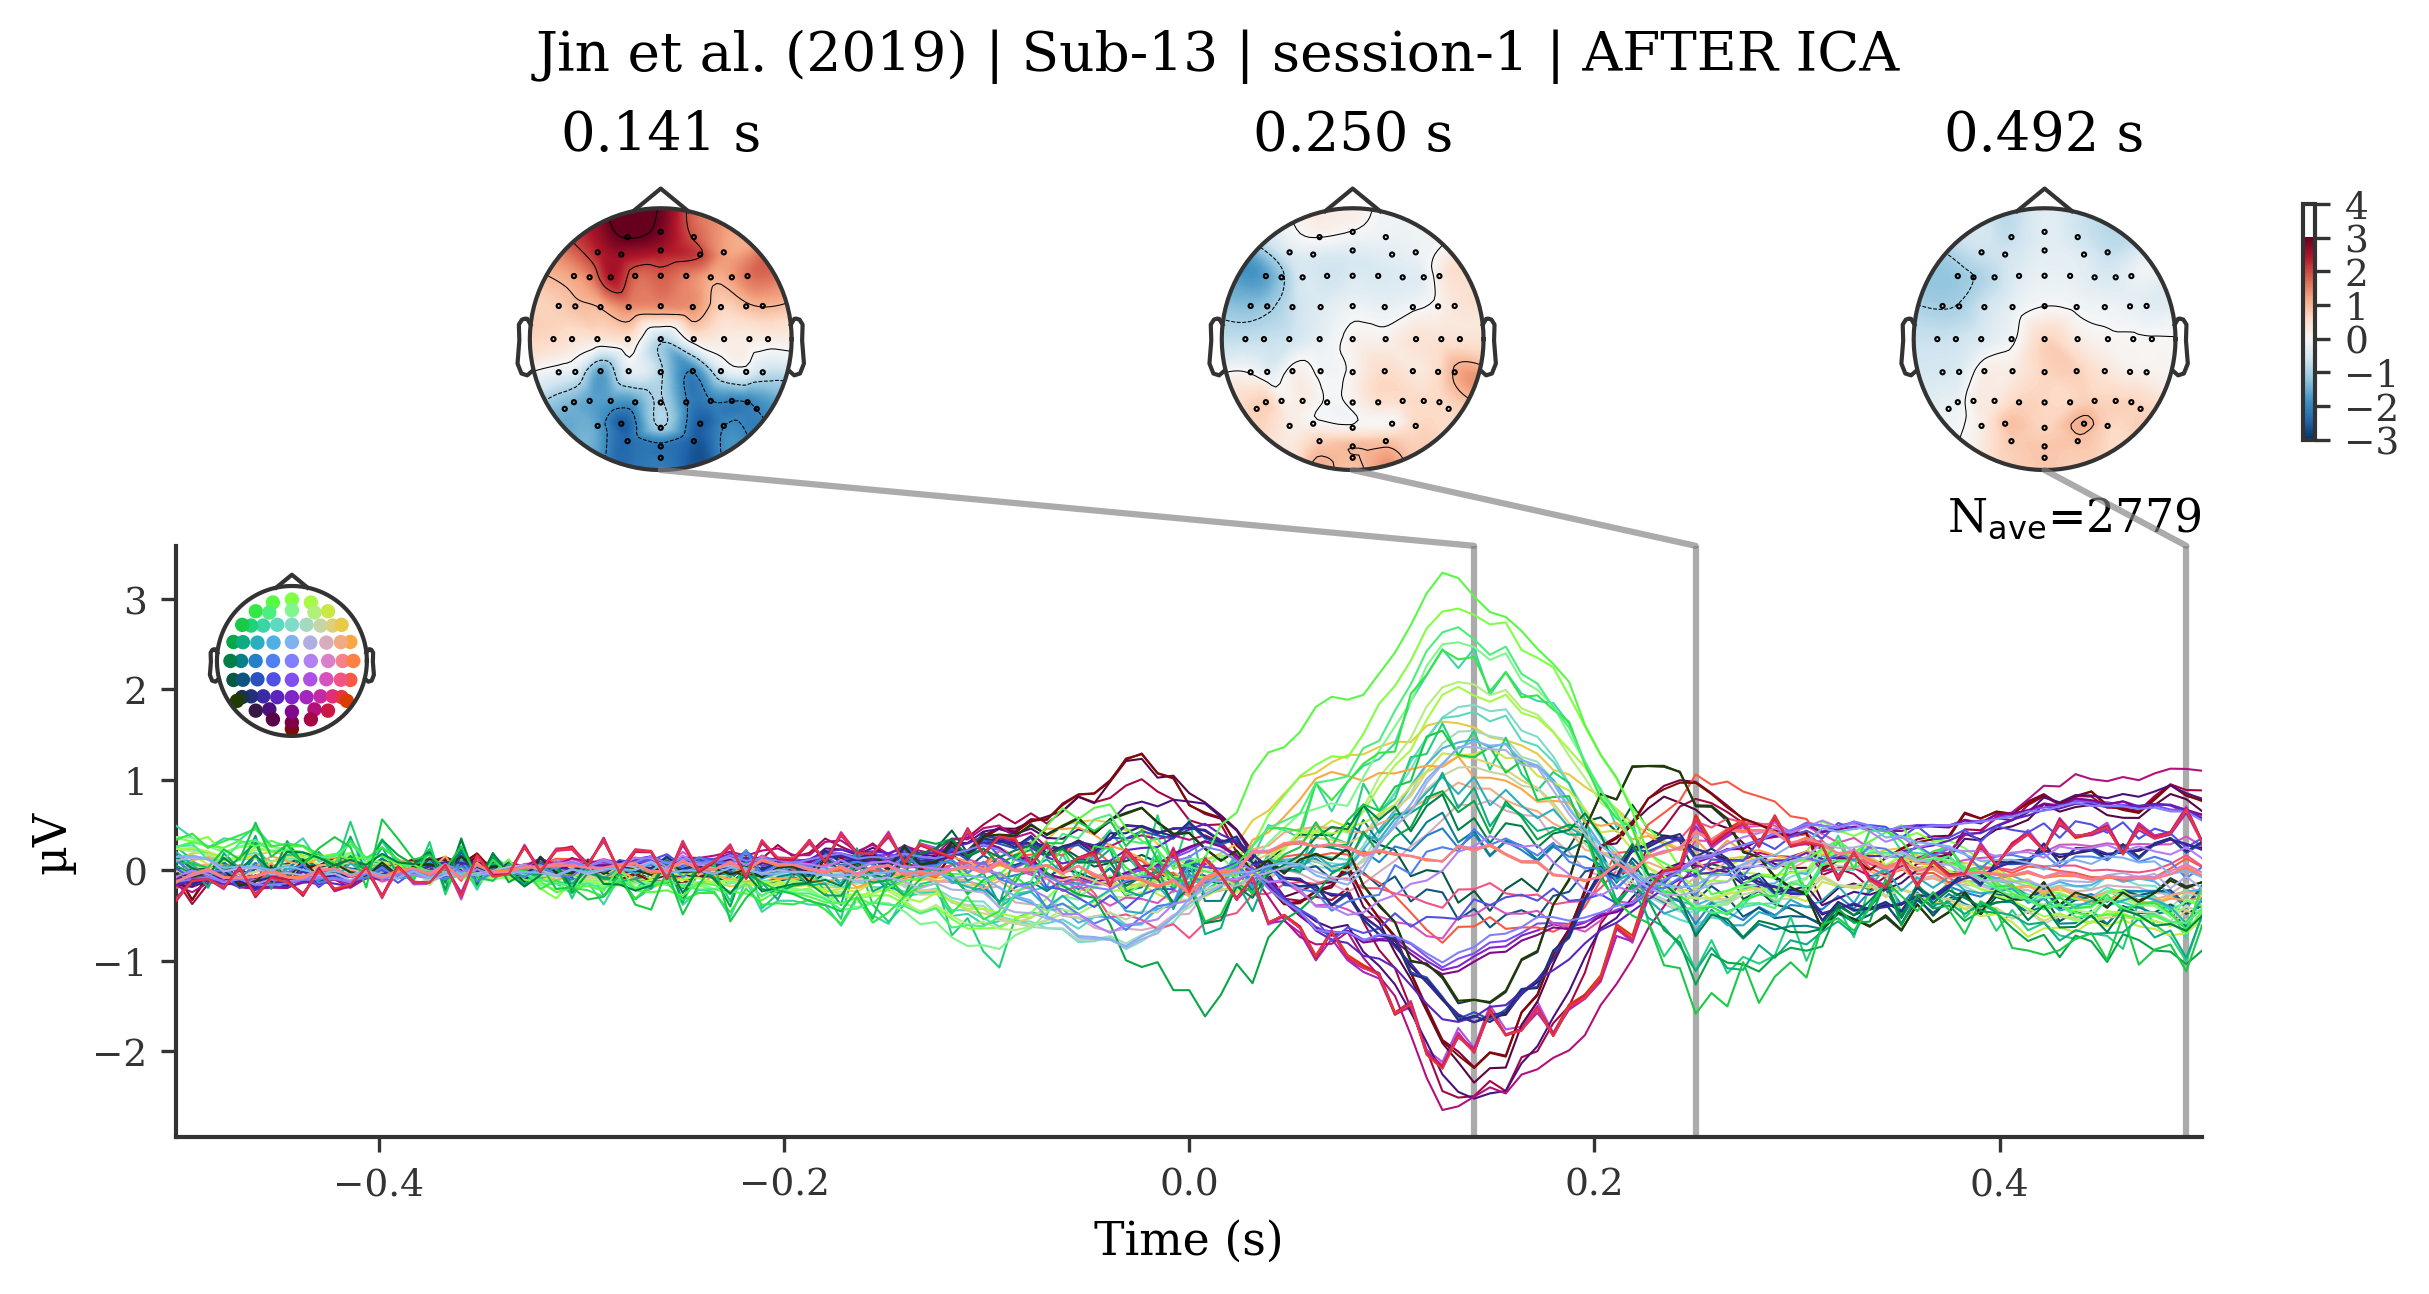 Jin et al. (2019) | Sub-13 | session-1 | AFTER ICA
0.141 s
0.250 s
0.492 s
4
3
2
1
0
−1
−2
−3
Nave=2779
3
2
1
0
−1
−2
µV
−0.4
−0.2
0.0
0.2
0.4
Time (s)